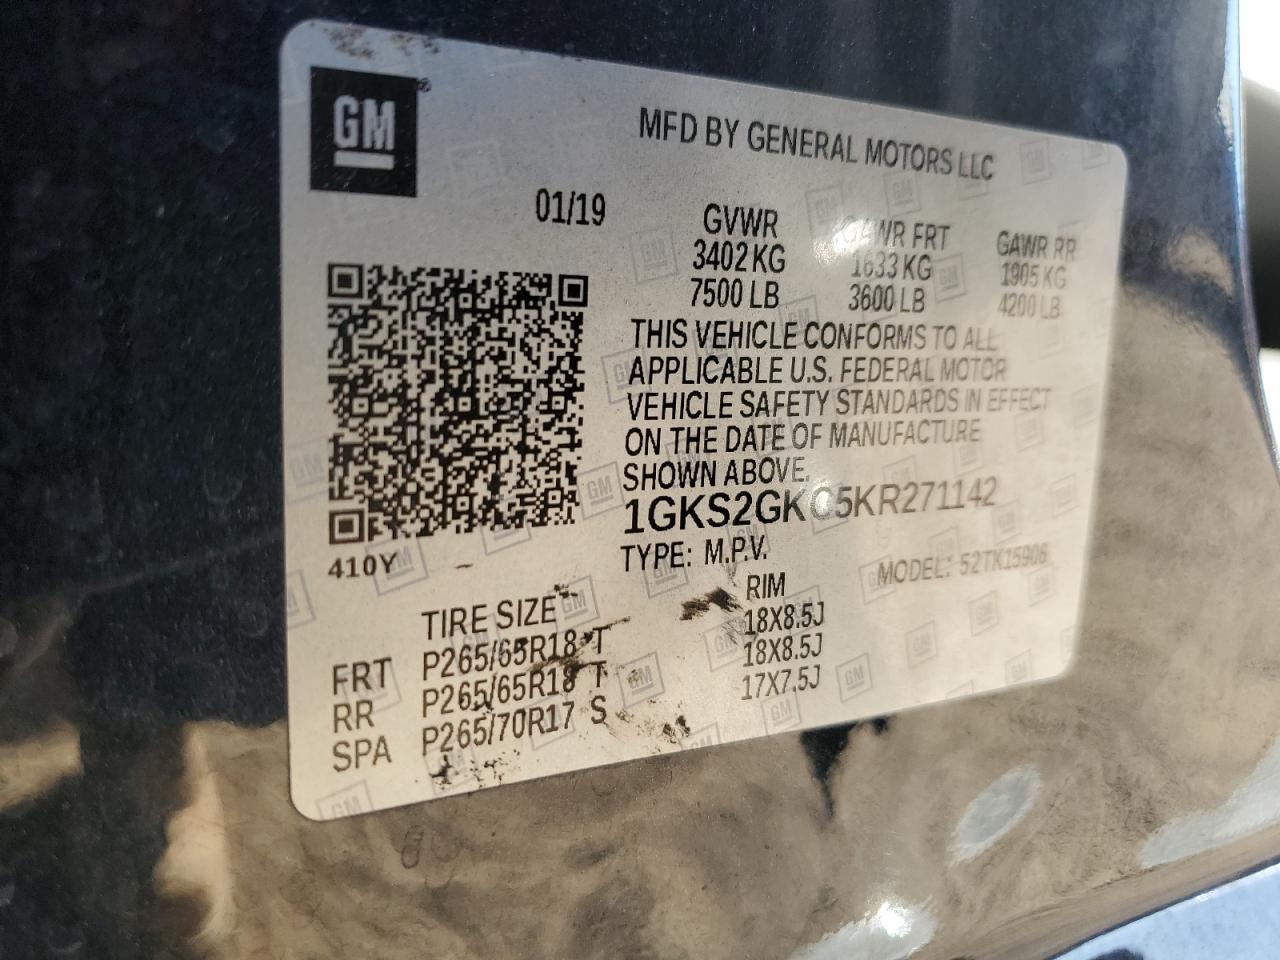 GM
MFD BY GENERAL MOTORS LLC
01/19
GVWR GAWR FRT GAWR RR
3402 KG 1633 KG 1905 KG
7500 LB 3600 LB 4200 LB
THIS VEHICLE CONFORMS TO ALL
APPLICABLE U.S. FEDERAL MOTOR
VEHICLE SAFETY STANDARDS IN EFFECT
ON THE DATE OF MANUFACTURE
SHOWN ABOVE.
1GKS2GKC5KR271142
TYPE: M.P.V. MODEL: 52TK15906
410Y
TIRE SIZE RIM
FRT P265/65R18 T 18X8.5J
RR P265/65R18 T 18X8.5J
SPA P265/70R17 S 17X7.5J